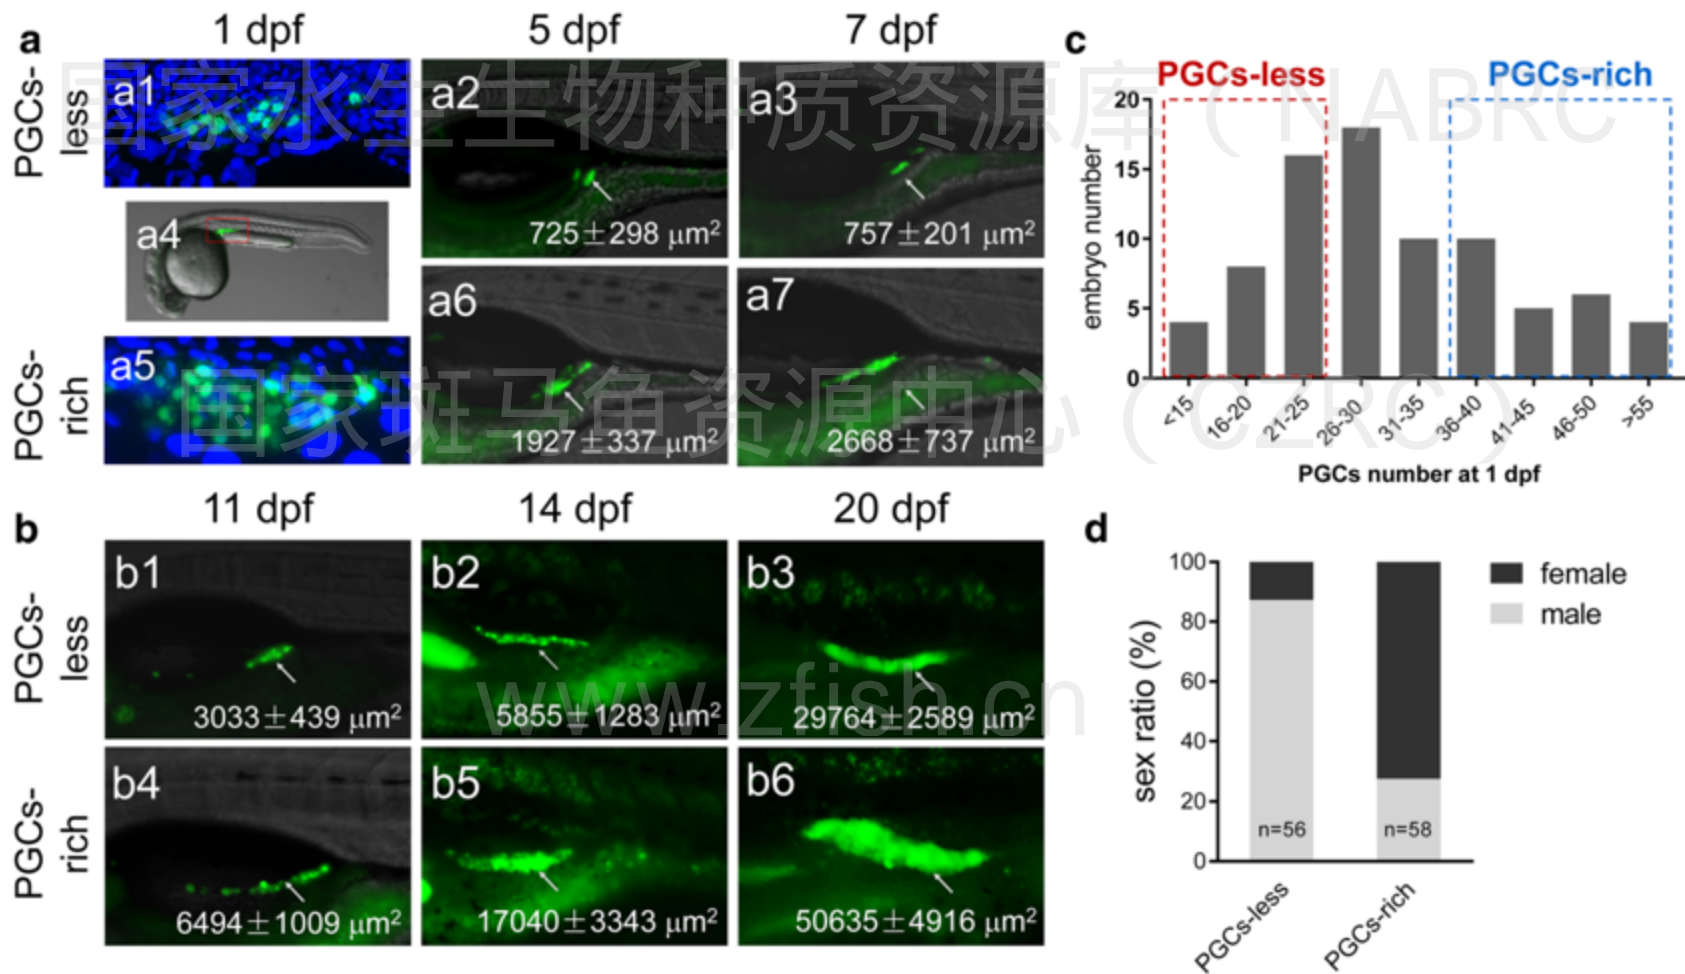 a
1 dpf
5 dpf
7 dpf
PGCs-
less
a1
a2
725±298 µm²
a3
757±201 µm²
a4
PGCs-
rich
a5
a6
1927±337 µm²
a7
2668±737 µm²
b
11 dpf
14 dpf
20 dpf
PGCs-
less
b1
3033±439 µm²
b2
5855±1283 µm²
b3
29764±2589 µm²
PGCs-
rich
b4
6494±1009 µm²
b5
17040±3343 µm²
b6
50635±4916 µm²
c
PGCs-less
PGCs-rich
embryo number
20
15
10
5
0
<15
16-20
21-25
26-30
31-35
36-40
41-45
46-50
>55
PGCs number at 1 dpf
d
sex ratio (%)
100
80
60
40
20
0
n=56
n=58
PGCs-less
PGCs-rich
female
male
国家水生生物种质资源库（NABRC
国家斑马鱼资源中心（CZRC）
www.zfish.cn